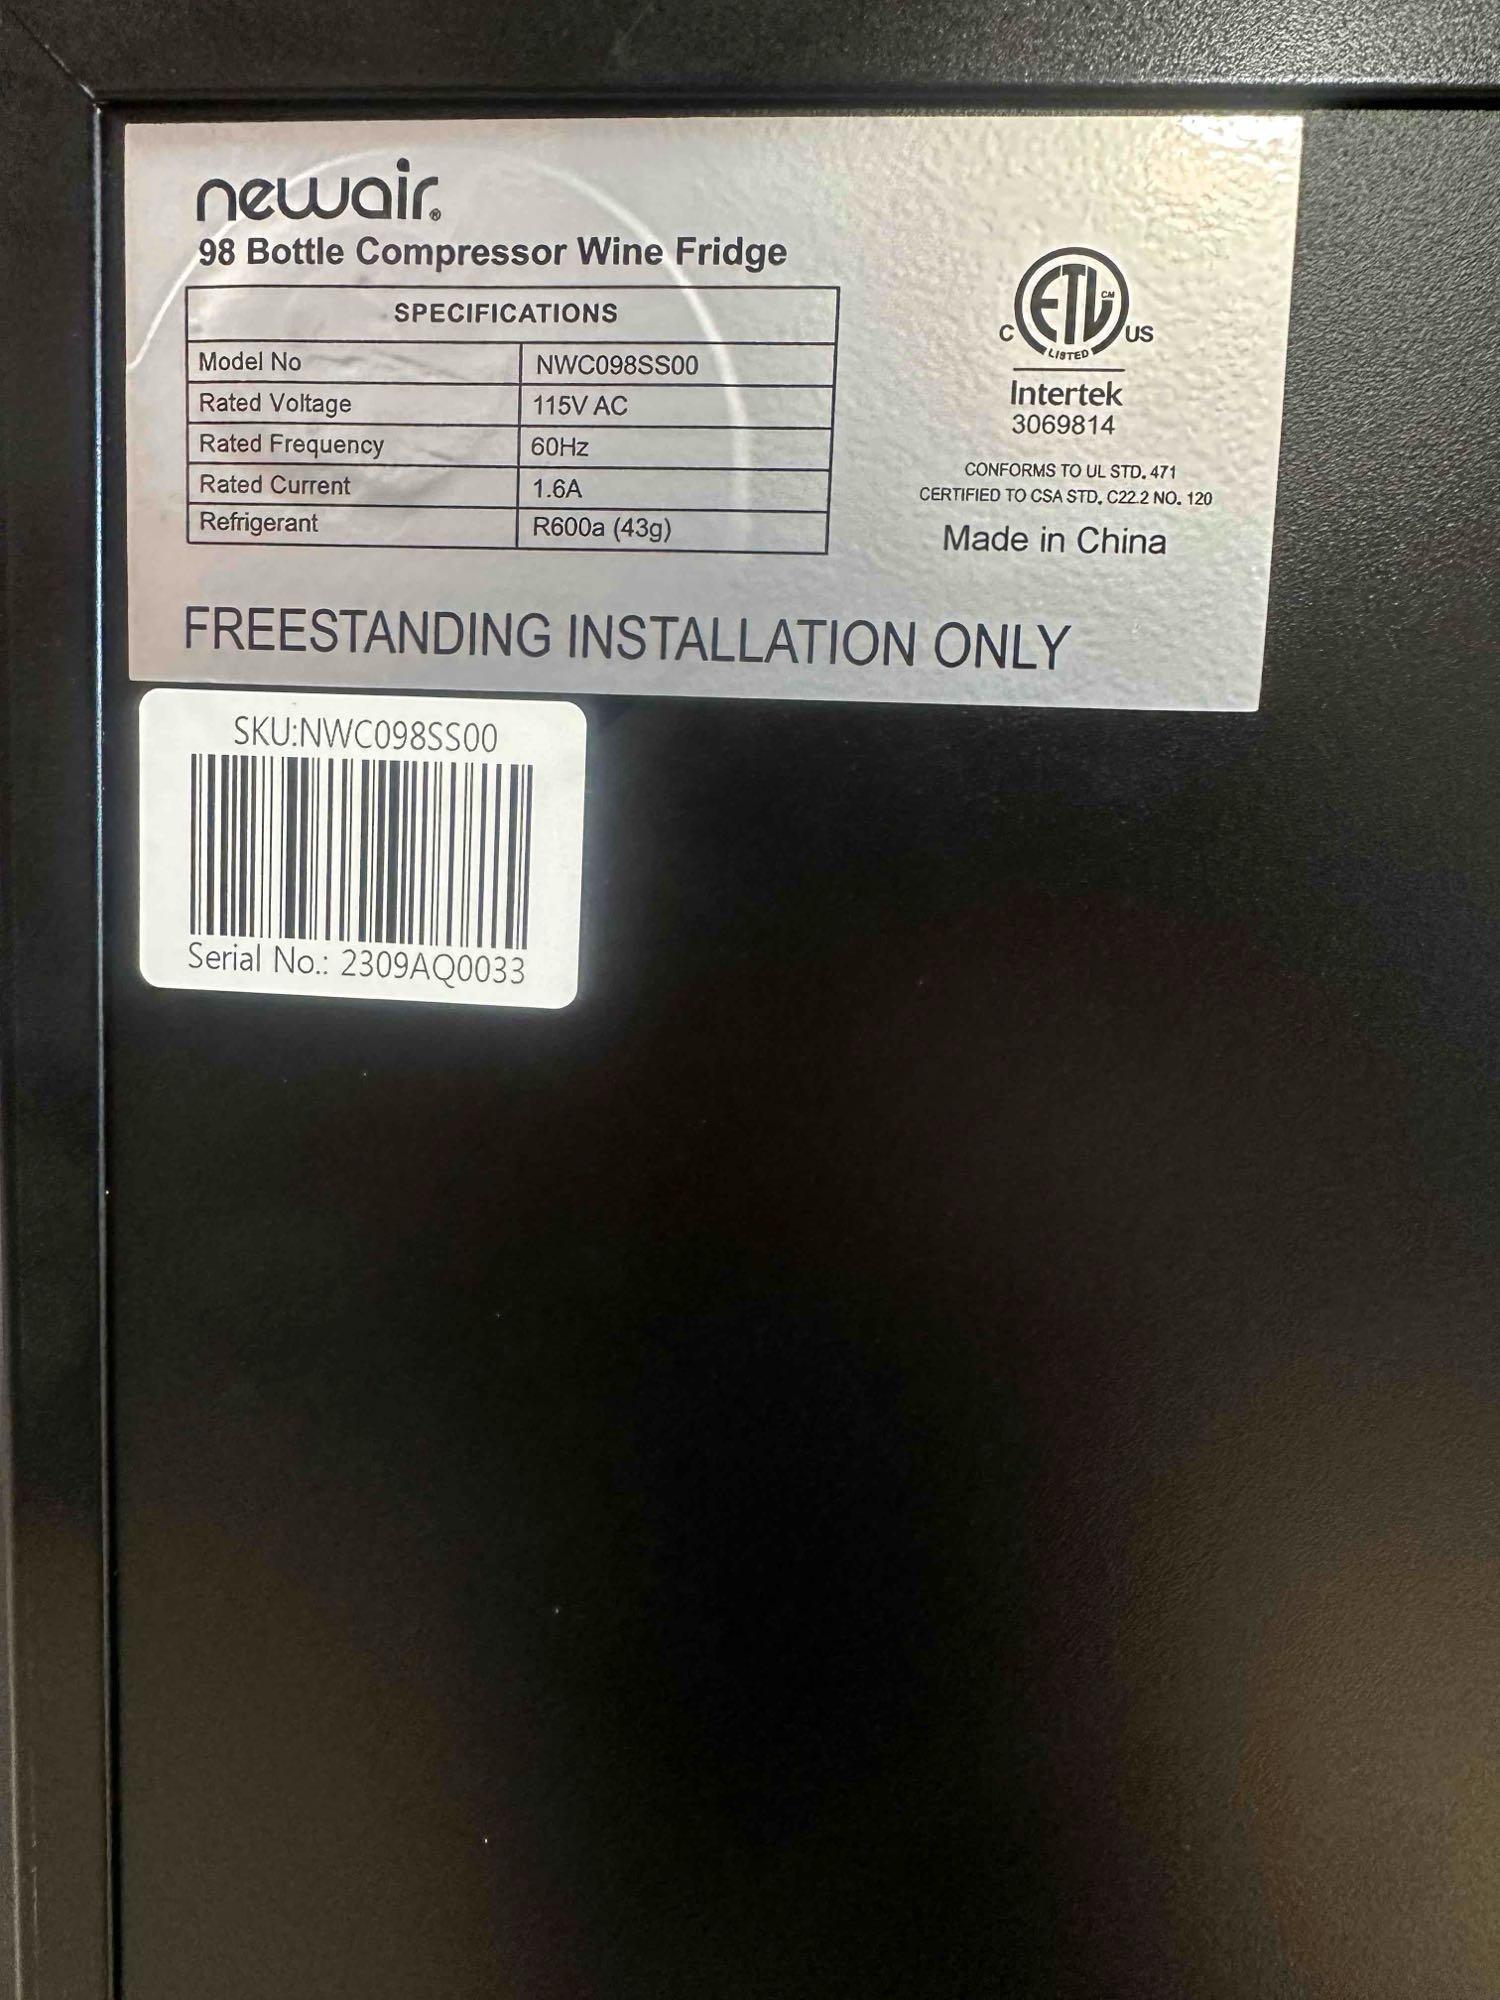 newair®
98 Bottle Compressor Wine Fridge
SPECIFICATIONS
Model No NWC098SS00
Rated Voltage 115V AC
Rated Frequency 60Hz
Rated Current 1.6A
Refrigerant R600a (43g)
C ETL CM US
LISTED
Intertek
3069814
CONFORMS TO UL STD. 471
CERTIFIED TO CSA STD. C22.2 NO. 120
Made in China
FREESTANDING INSTALLATION ONLY
SKU:NWC098SS00
Serial No.: 2309AQ0033